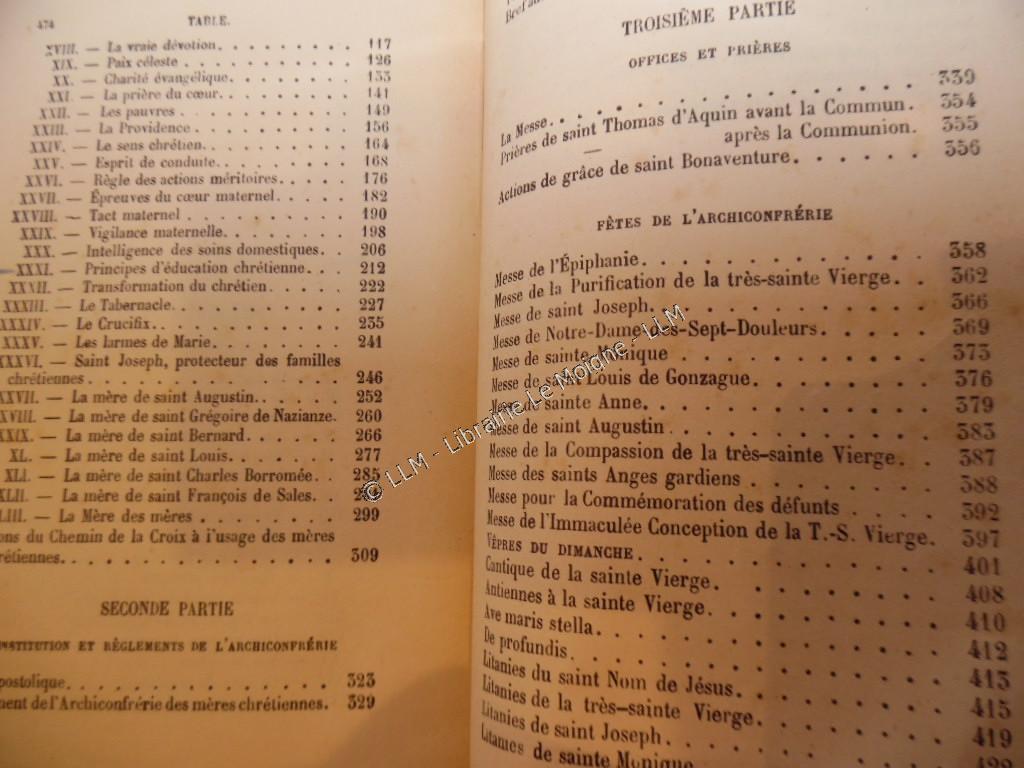 474 TABLE.
XVIII. — La vraie dévotion. . . . . . . . . 117
XIX. — Paix céleste . . . . . . . . . . . 126
XX. — Charité évangélique. . . . . . . . 133
XXI. — La prière du cœur. . . . . . . . . 141
XXII. — Les pauvres . . . . . . . . . . . 149
XXIII. — La Providence . . . . . . . . . . 156
XXIV. — Le sens chrétien. . . . . . . . . 164
XXV. — Esprit de conduite. . . . . . . . 168
XXVI. — Règle des actions méritoires . . . . . 176
XXVII. — Épreuves du cœur maternel . . . . . 182
XXVIII. — Tact maternel . . . . . . . . . . 190
XXIX. — Vigilance maternelle. . . . . . . . 198
XXX. — Intelligence des soins domestiques. . . 206
XXXI. — Principes d'éducation chrétienne. . . 212
XXXII. — Transformation du chrétien . . . . . 222
XXXIII. — Le Tabernacle. . . . . . . . . . 227
XXXIV. — Le Crucifix. . . . . . . . . . . 235
XXXV. — Les larmes de Marie. . . . . . . . 241
XXXVI. — Saint Joseph, protecteur des familles
chrétiennes . . . . . . . . . . . . . 246
XXVII. — La mère de saint Augustin. . . . . . 252
XVIII. — La mère de saint Grégoire de Nazianze. 260
XXIX. — La mère de saint Bernard. . . . . . 266
XL. — La mère de saint Louis. . . . . . . 277
XLI. — La mère de saint Charles Borromée. . . 285
XLII. — La mère de saint François de Sales. . .
LIII. — La Mère des mères . . . . . . . . 299
ons du Chemin de la Croix à l'usage des mères
rétiennes. . . . . . . . . . . . . . . 309
SECONDE PARTIE
NSTITUTION ET RÈGLEMENTS DE L'ARCHICONFRÉRIE
postolique. . . . . . . . . . . . . . 323
ment de l'Archiconfrérie des mères chrétiennes. 329
TROISIÈME PARTIE
OFFICES ET PRIÈRES
La Messe. . . . . . . . . . . . . . . 339
Prières de saint Thomas d'Aquin avant la Commun. 354
— après la Communion. 355
Actions de grâce de saint Bonaventure. . . . . . 356
FÊTES DE L'ARCHICONFRÉRIE
Messe de l'Épiphanie. . . . . . . . . . . 358
Messe de la Purification de la très-sainte Vierge. . 362
Messe de saint Joseph. . . . . . . . . . . 366
Messe de Notre-Dame des-Sept-Douleurs. . . . . 369
Messe de sainte Monique . . . . . . . . . 373
Messe de saint Louis de Gonzague. . . . . . . 376
Messe de sainte Anne. . . . . . . . . . . 379
Messe de saint Augustin . . . . . . . . . . 383
Messe de la Compassion de la très-sainte Vierge. . 387
Messe des saints Anges gardiens . . . . . . . 388
Messe pour la Commémoration des défunts . . . . 392
Messe de l'Immaculée Conception de la T.-S. Vierge. 397
VÊPRES DU DIMANCHE. . . . . . . . . . . 401
Cantique de la sainte Vierge. . . . . . . . . 408
Antiennes à la sainte Vierge. . . . . . . . . 410
Ave maris stella. . . . . . . . . . . . . 412
De profundis. . . . . . . . . . . . . . 413
Litanies du saint Nom de Jésus. . . . . . . . 415
Litanies de la très-sainte Vierge. . . . . . . 419
Litanies de saint Joseph. . . . . . . . . .
Litanies de sainte Monique
© LLM - Librairie Le Moigne - LLM